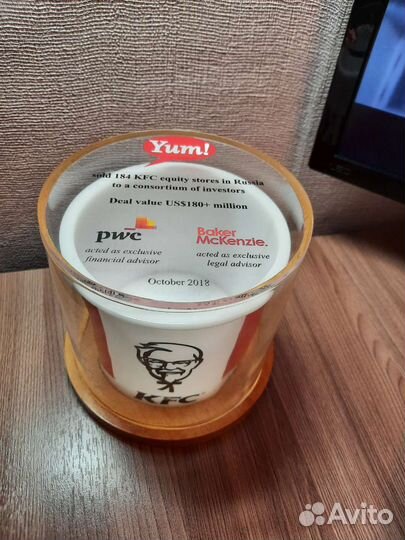 Yum!
sold 184 KFC equity stores in Russia
to a consortium of investors
Deal value US$180+ million
pwc
acted as exclusive
financial advisor
Baker
McKenzie.
acted as exclusive
legal advisor
October 2018
KFC
Avito